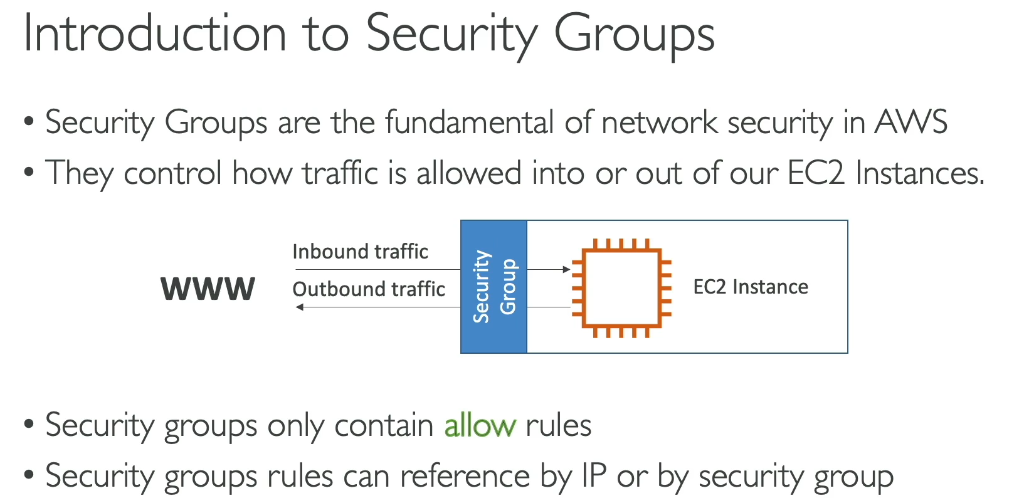 Introduction to Security Groups
• Security Groups are the fundamental of network security in AWS
• They control how traffic is allowed into or out of our EC2 Instances.
Inbound traffic
WWW
Outbound traffic
Security
Group
EC2 Instance
• Security groups only contain allow rules
• Security groups rules can reference by IP or by security group